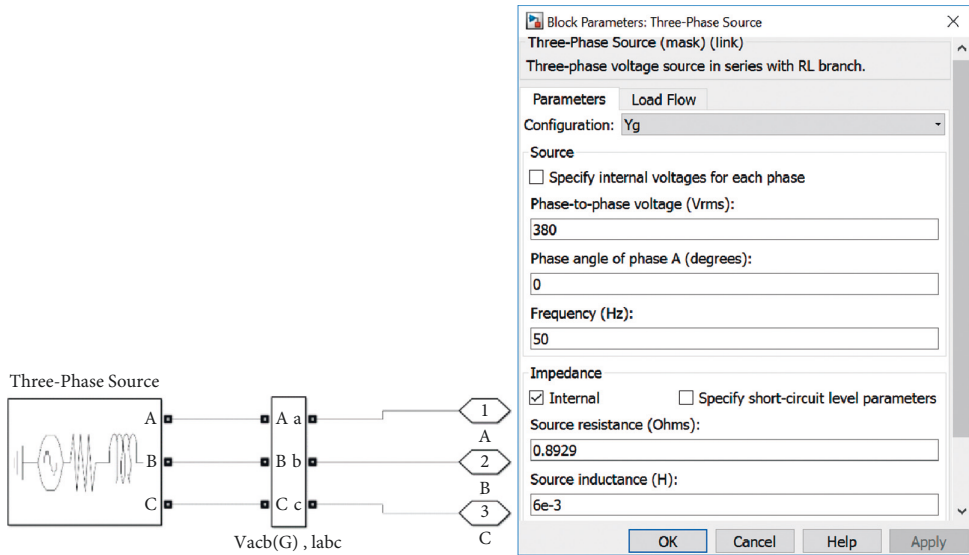 Three-Phase Source
A
B
C
A a
B b
C c
Vacb(G) , labc
1
A
2
B
3
C
Block Parameters: Three-Phase Source
Three-Phase Source (mask) (link)
Three-phase voltage source in series with RL branch.
Parameters Load Flow
Configuration: Yg
Source
Specify internal voltages for each phase
Phase-to-phase voltage (Vrms):
380
Phase angle of phase A (degrees):
0
Frequency (Hz):
50
Impedance
Internal Specify short-circuit level parameters
Source resistance (Ohms):
0.8929
Source inductance (H):
6e-3
OK Cancel Help Apply